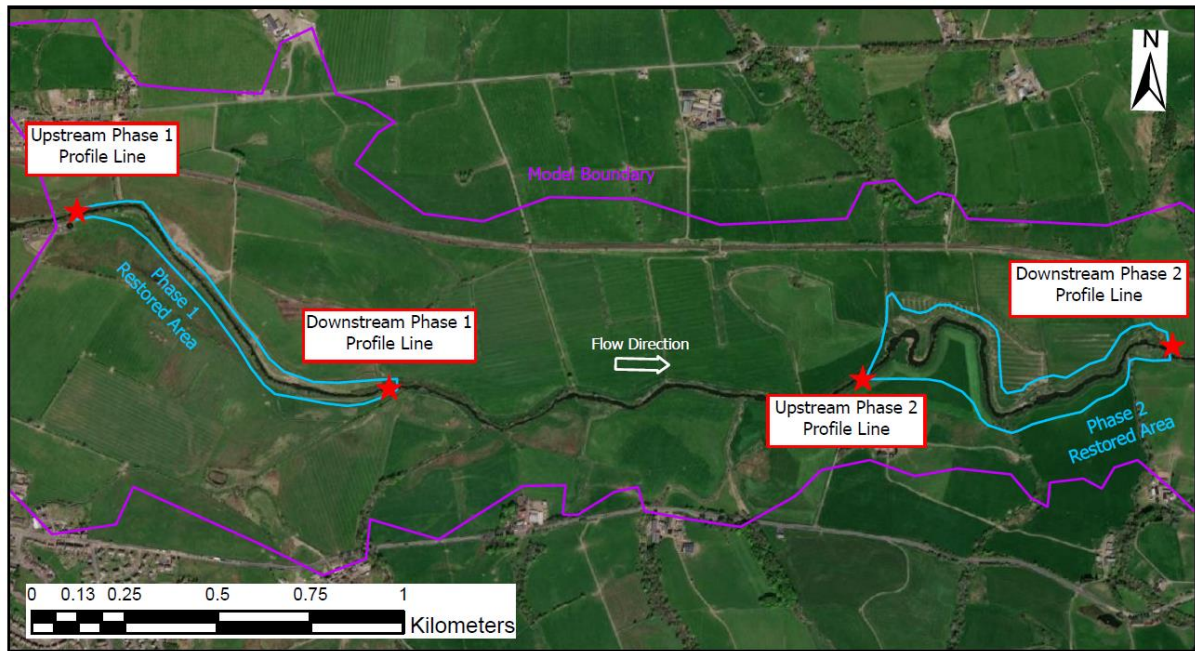 N
Upstream Phase 1
Profile Line
Model Boundary
Phase 1
Restored Area
Downstream Phase 1
Profile Line
Flow Direction
Downstream Phase 2
Profile Line
Upstream Phase 2
Profile Line
Phase 2
Restored Area
0 0.13 0.25 0.5 0.75 1
Kilometers